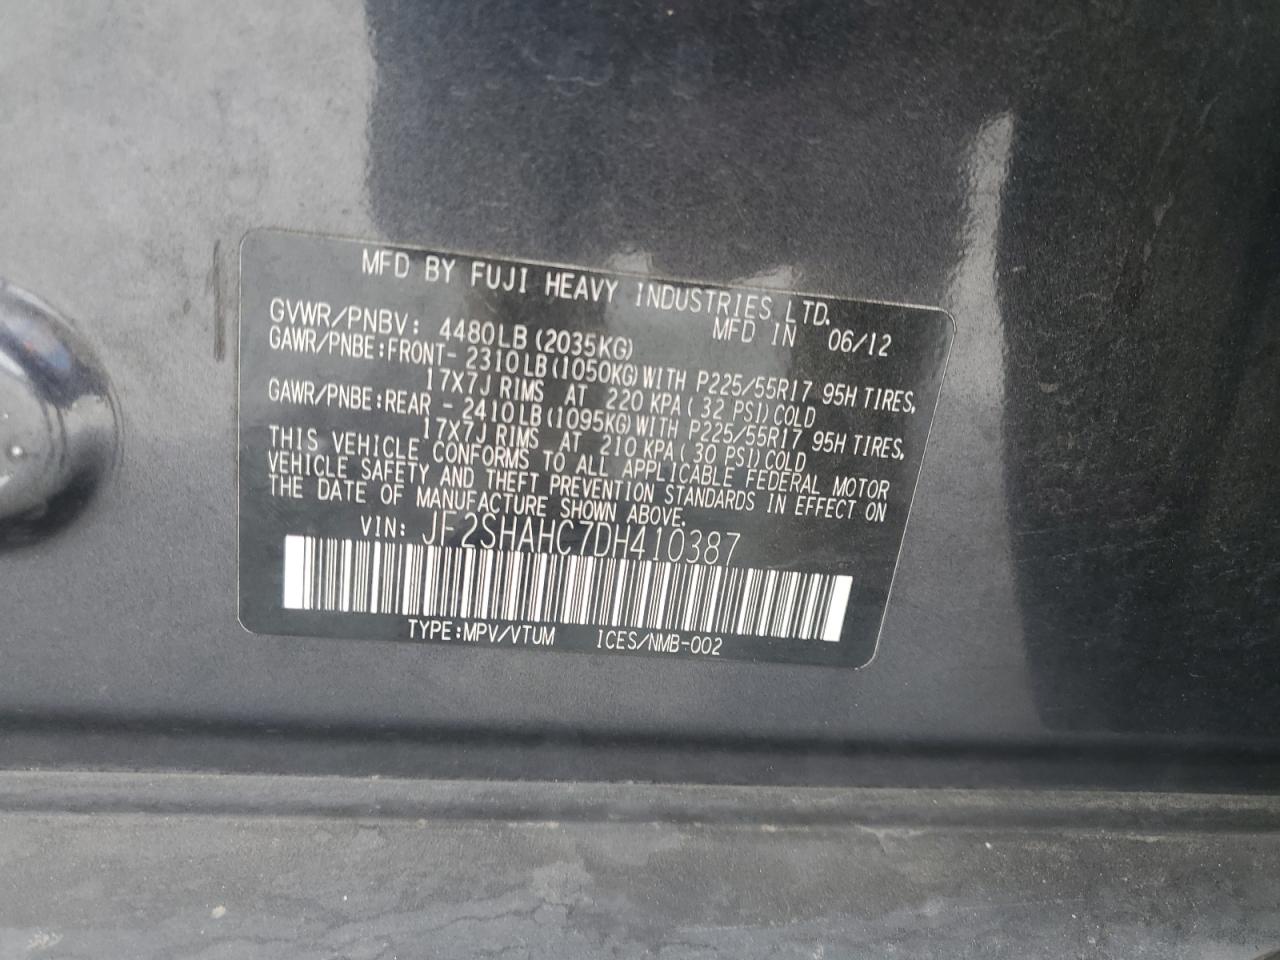 MFD BY FUJI HEAVY INDUSTRIES LTD.
MFD IN 06/12
GVWR/PNBV: 4480LB(2035KG)
GAWR/PNBE:FRONT- 2310LB(1050KG)WITH P225/55R17 95H TIRES,
17X7J RIMS AT 220 KPA(32 PSI)COLD
GAWR/PNBE:REAR - 2410LB(1095KG)WITH P225/55R17 95H TIRES,
17X7J RIMS AT 210 KPA(30 PSI)COLD
THIS VEHICLE CONFORMS TO ALL APPLICABLE FEDERAL MOTOR
VEHICLE SAFETY AND THEFT PREVENTION STANDARDS IN EFFECT ON
THE DATE OF MANUFACTURE SHOWN ABOVE.
VIN: JF2SHAHC7DH410387
TYPE:MPV/VTUM ICES/NMB-002